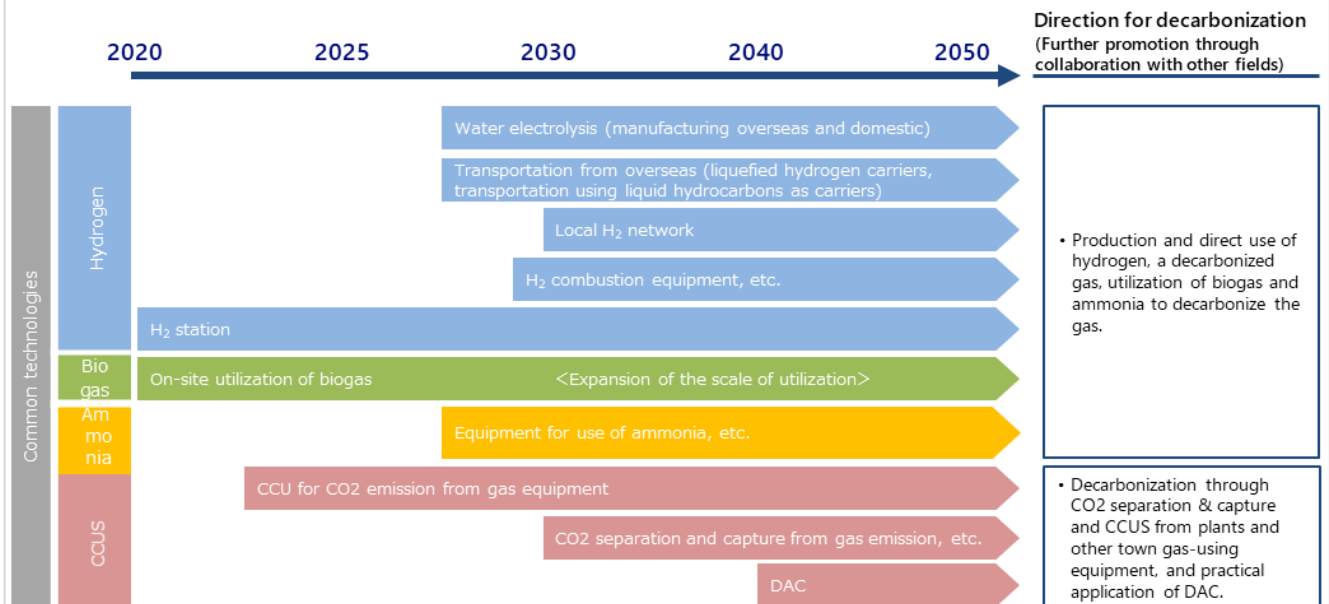 Direction for decarbonization
(Further promotion through
collaboration with other fields)
2020 2025 2030 2040 2050
Common technologies
Hydrogen
Water electrolysis (manufacturing overseas and domestic)
Transportation from overseas (liquefied hydrogen carriers,
transportation using liquid hydrocarbons as carriers)
Local H₂ network
H₂ combustion equipment, etc.
H₂ station
• Production and direct use of
hydrogen, a decarbonized
gas, utilization of biogas and
ammonia to decarbonize the
gas.
Bio
gas
On-site utilization of biogas <Expansion of the scale of utilization>
Am
mo
nia
Equipment for use of ammonia, etc.
CCUS
CCU for CO2 emission from gas equipment
CO2 separation and capture from gas emission, etc.
DAC
• Decarbonization through
CO2 separation & capture
and CCUS from plants and
other town gas-using
equipment, and practical
application of DAC.